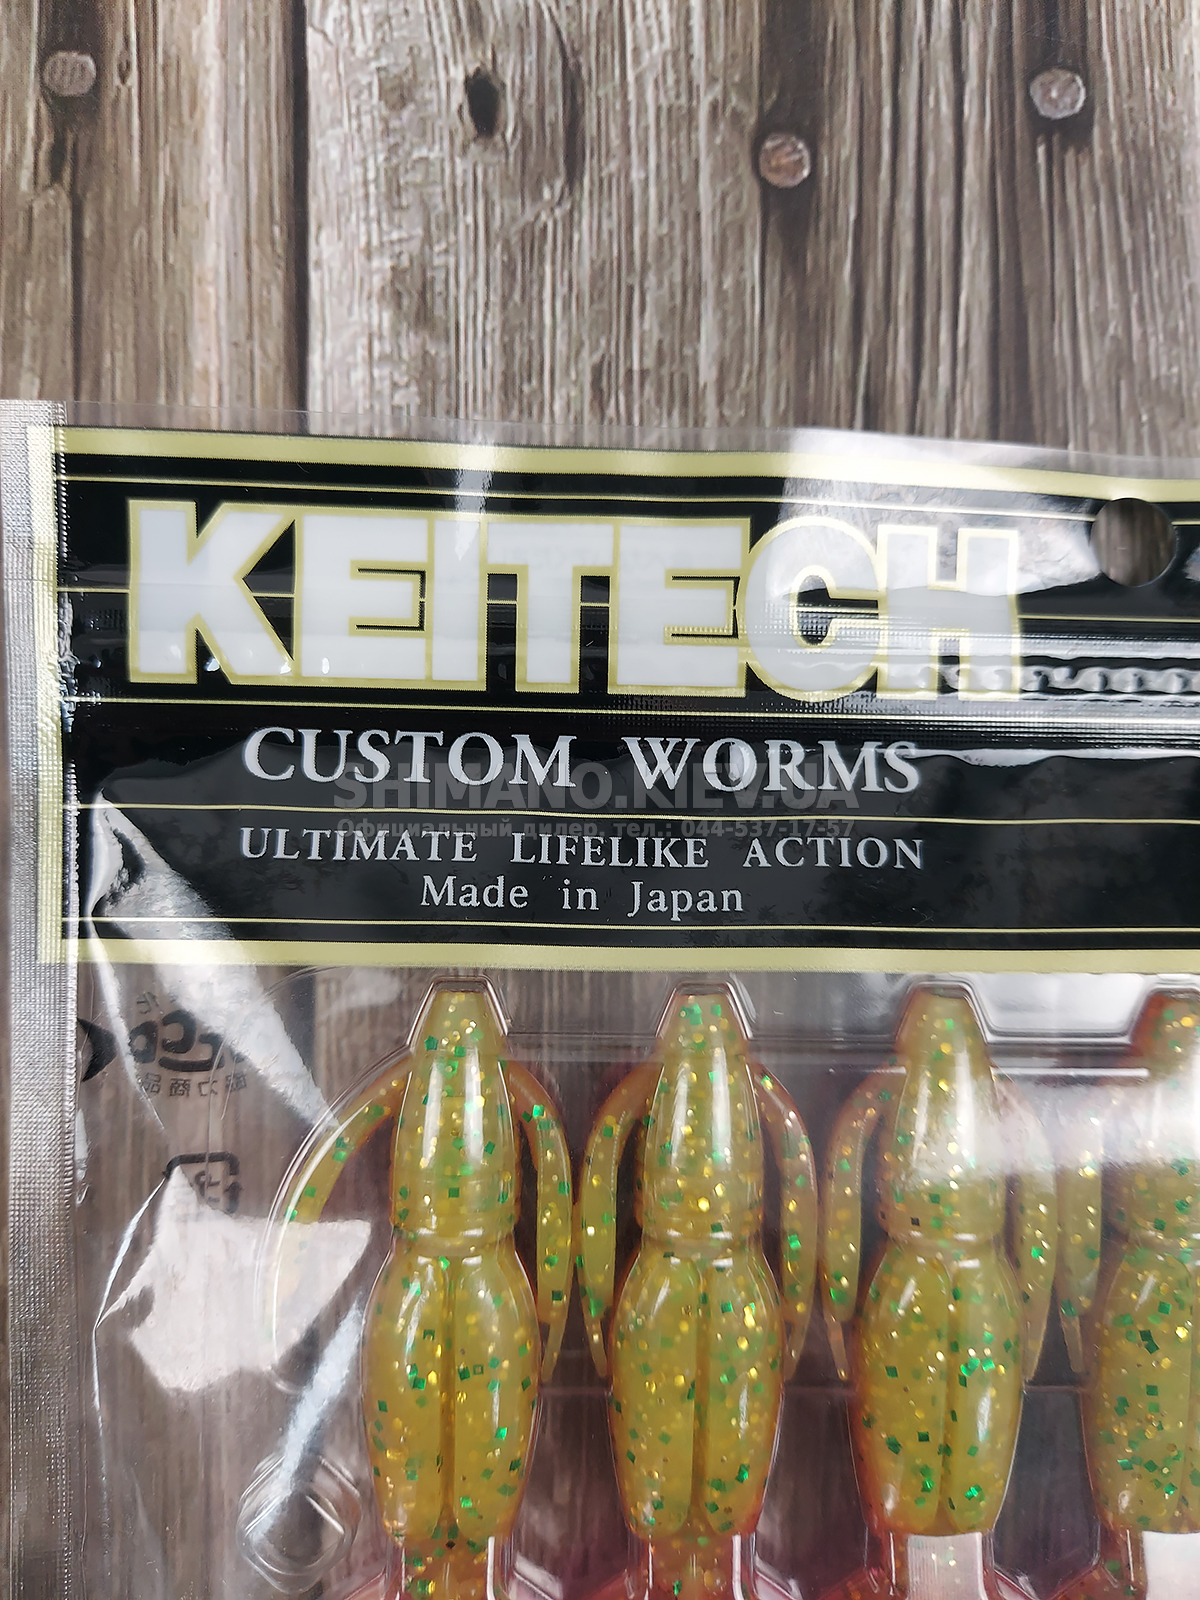 KEITECH
CUSTOM WORMS
SHIMANO.KIEV.UA
Официальный дилер. тел.: 044-537-17-57
ULTIMATE LIFELIKE ACTION
Made in Japan